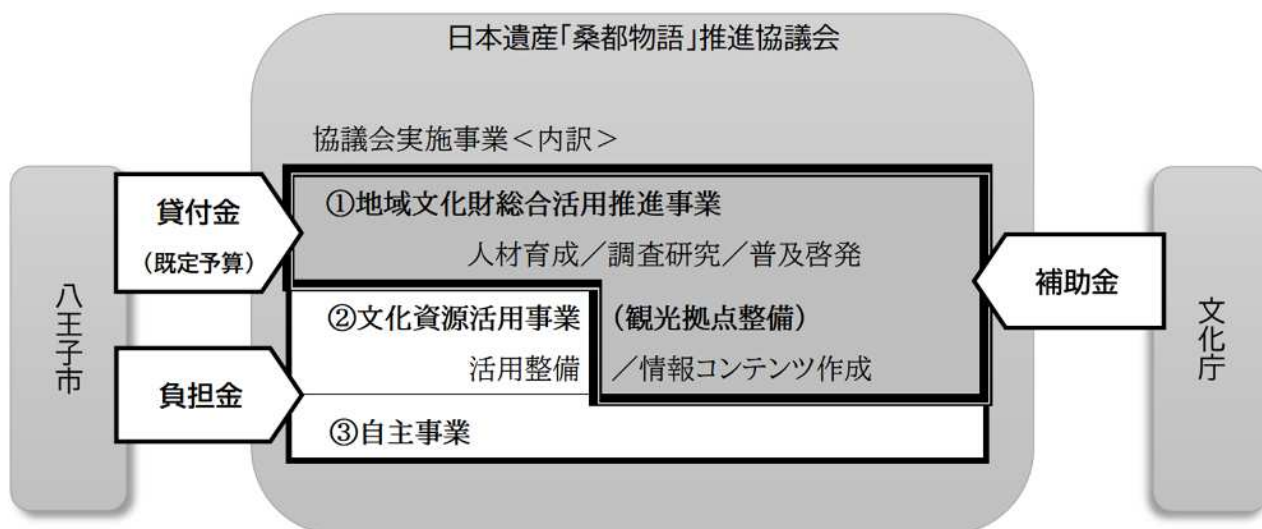 日本遺産「桑都物語」推進協議会
協議会実施事業<内訳>
八王子市
貸付金
(既定予算)
負担金
①地域文化財総合活用推進事業
人材育成/調査研究/普及啓発
②文化資源活用事業 (観光拠点整備)
活用整備 /情報コンテンツ作成
③自主事業
補助金
文化庁